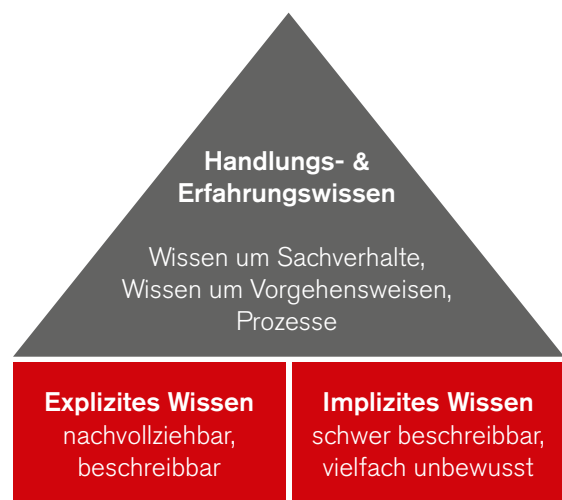 Handlungs- &
Erfahrungswissen
Wissen um Sachverhalte,
Wissen um Vorgehensweisen,
Prozesse
Explizites Wissen
nachvollziehbar,
beschreibbar
Implizites Wissen
schwer beschreibbar,
vielfach unbewusst